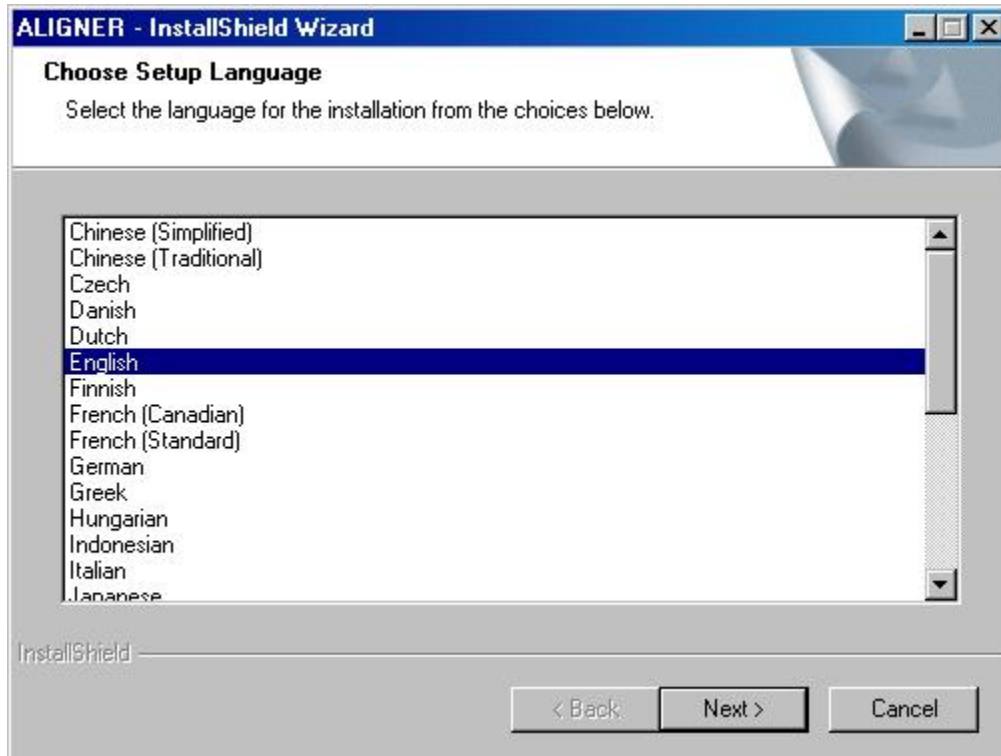 ALIGNER - InstallShield Wizard
Choose Setup Language
Select the language for the installation from the choices below.
Chinese (Simplified)
Chinese (Traditional)
Czech
Danish
Dutch
English
Finnish
French (Canadian)
French (Standard)
German
Greek
Hungarian
Indonesian
Italian
Japanese
InstallShield
< Back
Next >
Cancel